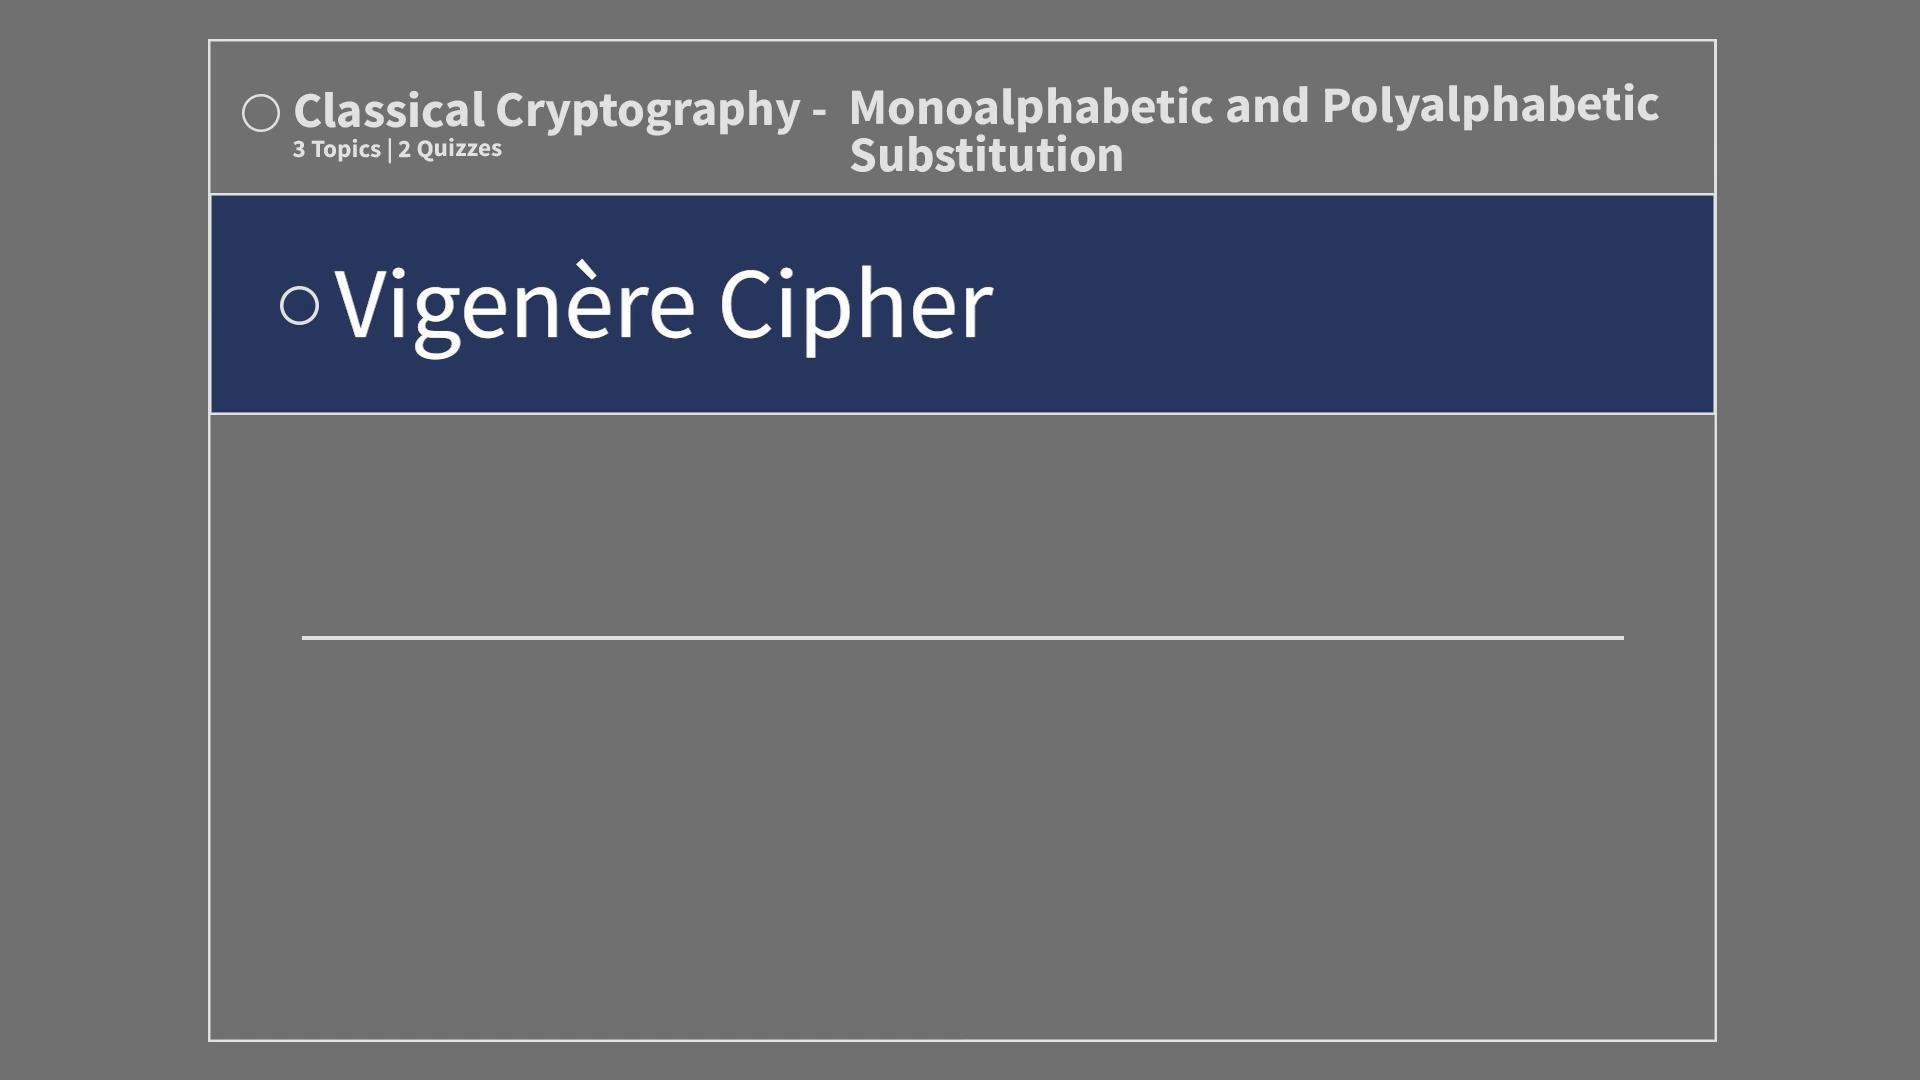 Classical Cryptography - Monoalphabetic and Polyalphabetic
Substitution
3 Topics | 2 Quizzes
Vigenère Cipher